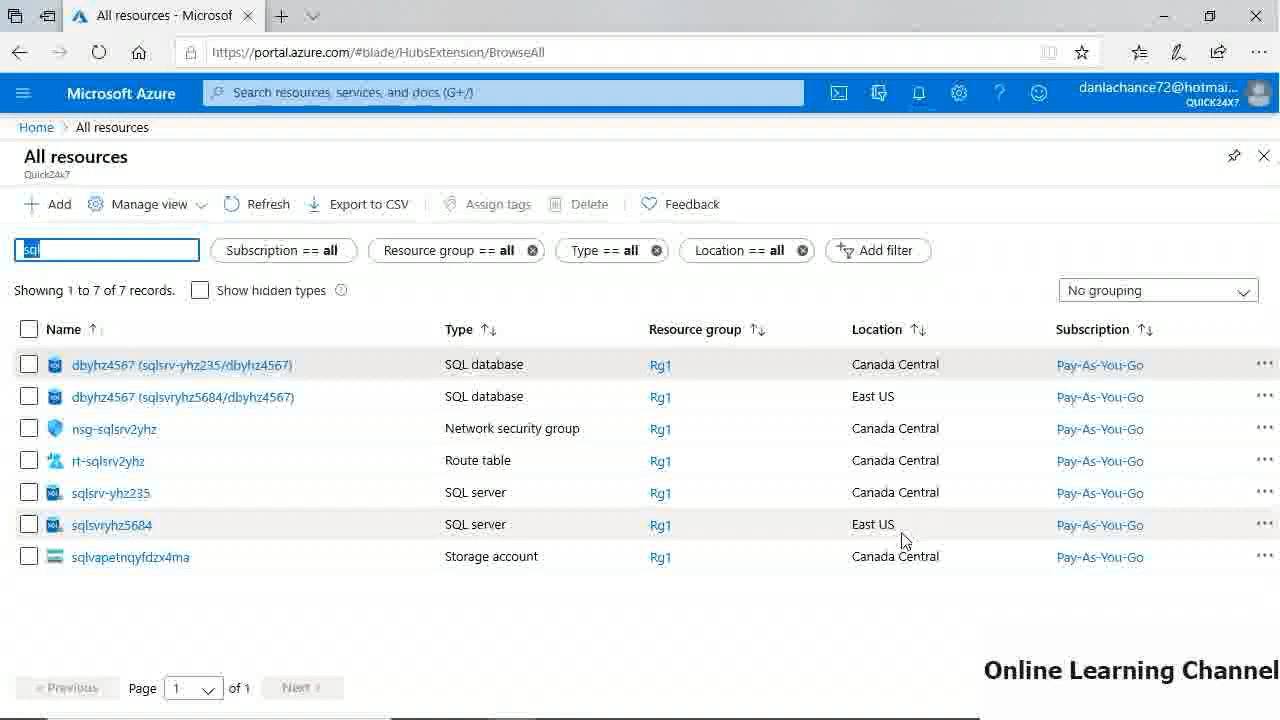 All resources - Microsof
https://portal.azure.com/#blade/HubsExtension/BrowseAll
Microsoft Azure
Search resources, services, and docs (G+/)
danlachance72@hotmai...
QUICK24X7
Home > All resources
All resources
Quick24x7
Add Manage view Refresh Export to CSV Assign tags Delete Feedback
sql Subscription == all Resource group == all Type == all Location == all Add filter
Showing 1 to 7 of 7 records. Show hidden types No grouping
Name Type Resource group Location Subscription
dbyhz4567 (sqlsrv-yhz235/dbyhz4567) SQL database Rg1 Canada Central Pay-As-You-Go
dbyhz4567 (sqlsvryhz5684/dbyhz4567) SQL database Rg1 East US Pay-As-You-Go
nsg-sqlsrv2yhz Network security group Rg1 Canada Central Pay-As-You-Go
rt-sqlsrv2yhz Route table Rg1 Canada Central Pay-As-You-Go
sqlsrv-yhz235 SQL server Rg1 Canada Central Pay-As-You-Go
sqlsvryhz5684 SQL server Rg1 East US Pay-As-You-Go
sqlvapetnqyfdzx4ma Storage account Rg1 Canada Central Pay-As-You-Go
Online Learning Channel
< Previous Page 1 of 1 Next >